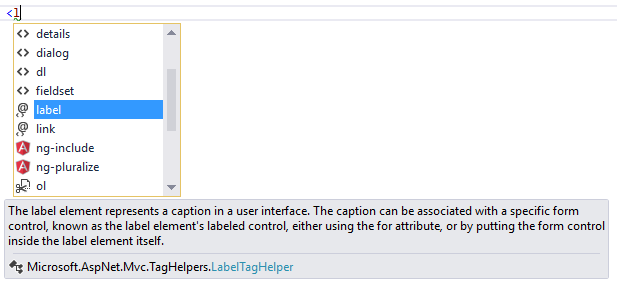 <l
details
dialog
dl
fieldset
label
link
ng-include
ng-pluralize
ol
The label element represents a caption in a user interface. The caption can be associated with a specific form
control, known as the label element's labeled control, either using the for attribute, or by putting the form control
inside the label element itself.
Microsoft.AspNet.Mvc.TagHelpers.LabelTagHelper